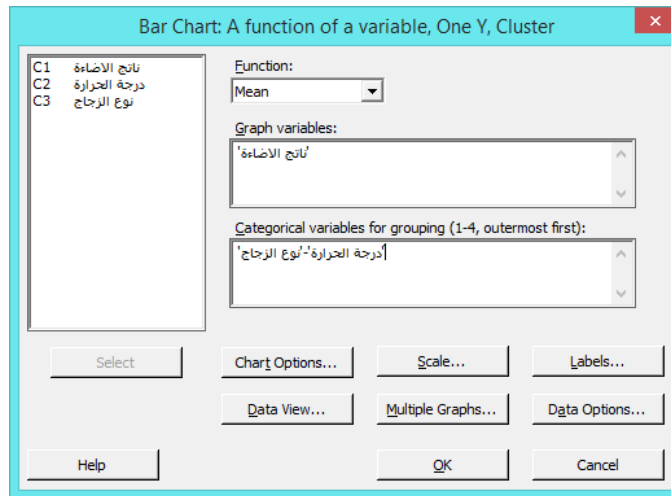 Bar Chart: A function of a variable, One Y, Cluster
C1 ناتج الاضاءة
C2 درجة الحرارة
C3 نوع الزجاج
Function:
Mean
Graph variables:
'ناتج الاضاءة'
Categorical variables for grouping (1-4, outermost first):
'درجة الحرارة'-'نوع الزجاج'
Select
Chart Options...
Scale...
Labels...
Data View...
Multiple Graphs...
Data Options...
Help
OK
Cancel